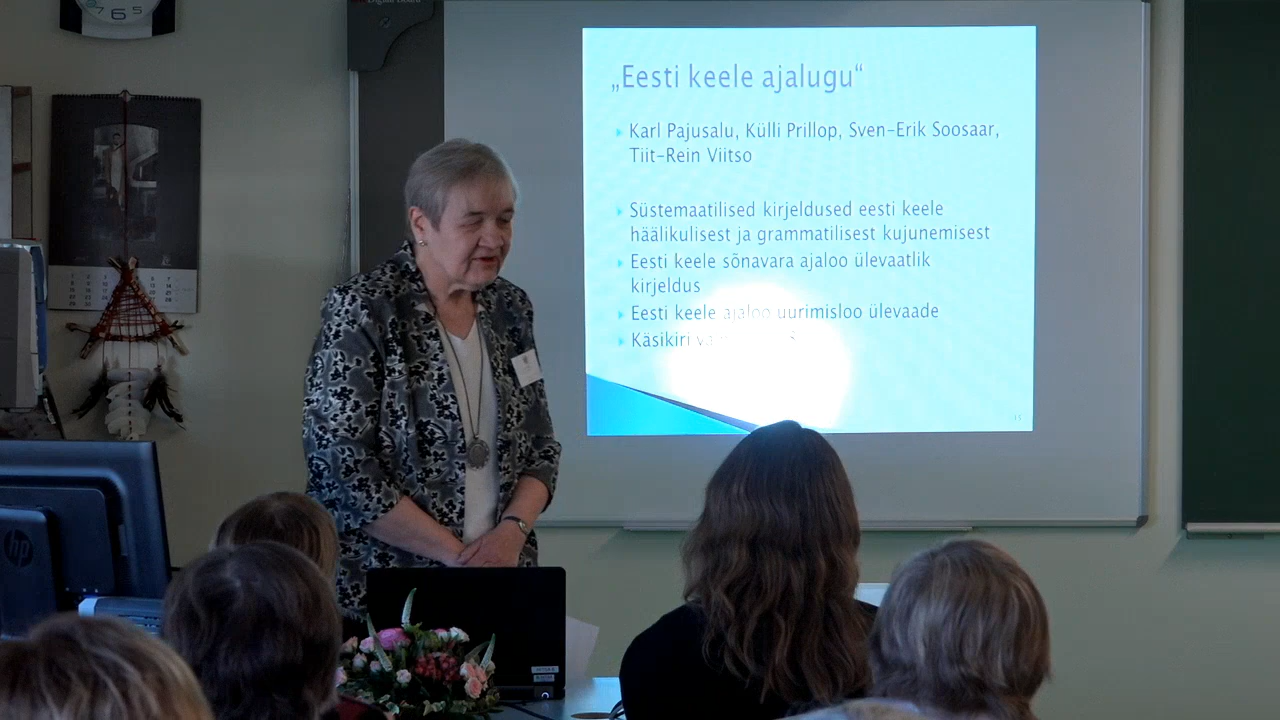 „Eesti keele ajalugu“
Karl Pajusalu, Külli Prillop, Sven-Erik Soosaar,
Tiit-Rein Viitso
Süstemaatilised kirjeldused eesti keele
häälikulisest ja grammatilisest kujunemisest
Eesti keele sõnavara ajaloo ülevaatlik
kirjeldus
Eesti keele ajaloo uurimisloo ülevaade
Käsikiri
hp